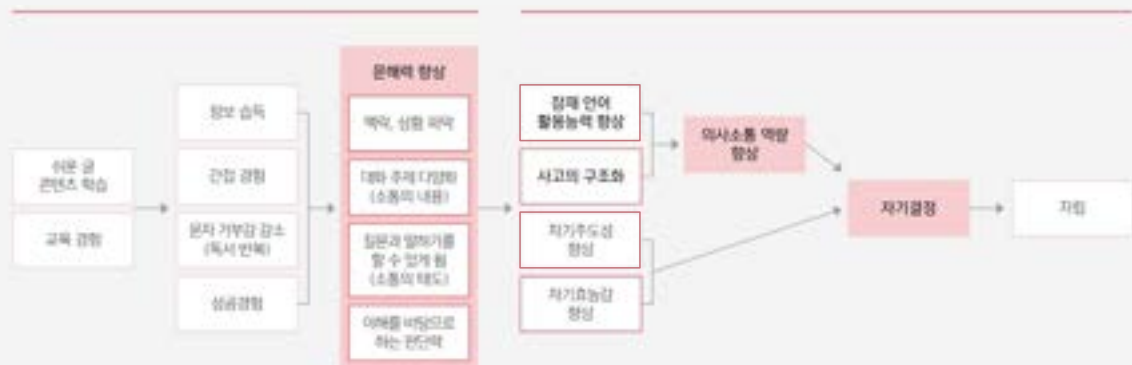 쉬운 글
콘텐츠 학습
교육 경험
정보 습득
간접 경험
문자 거부감 감소
(독서 반복)
성공경험
문해력 향상
맥락, 상황 파악
대화 주제 다양화
(소통의 내용)
질문과 말하기를
할 수 있게 됨
(소통의 태도)
이해를 바탕으로
하는 판단력
잠재 언어
활용능력 향상
사고의 구조화
자기주도성
향상
자기효능감
향상
의사소통 역량
향상
자기결정
자립